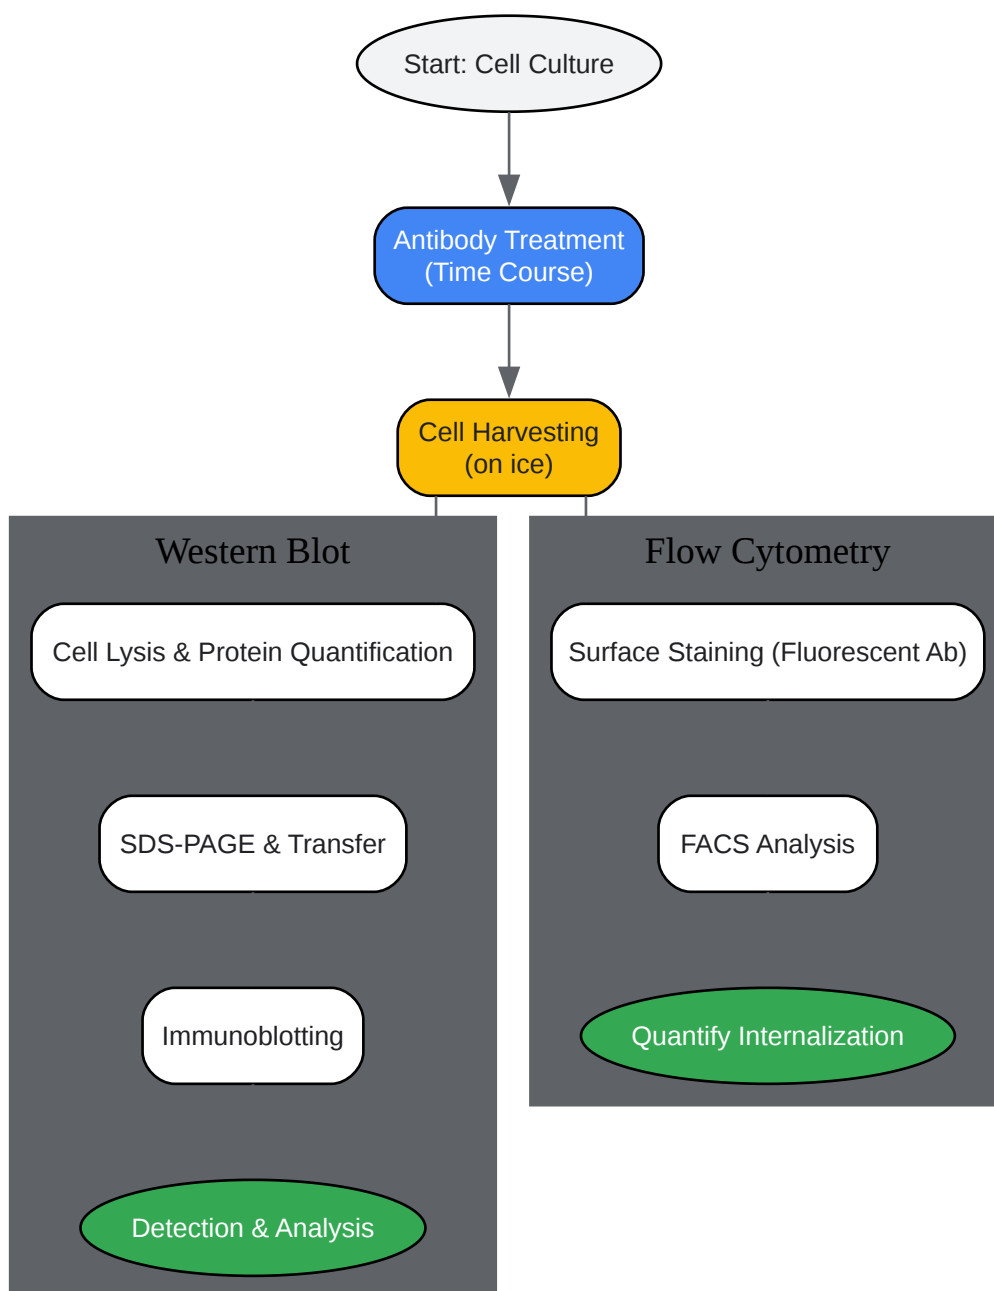 Start: Cell Culture
Antibody Treatment
(Time Course)
Cell Harvesting
(on ice)
Western Blot
Cell Lysis & Protein Quantification
SDS-PAGE & Transfer
Immunoblotting
Detection & Analysis
Flow Cytometry
Surface Staining (Fluorescent Ab)
FACS Analysis
Quantify Internalization